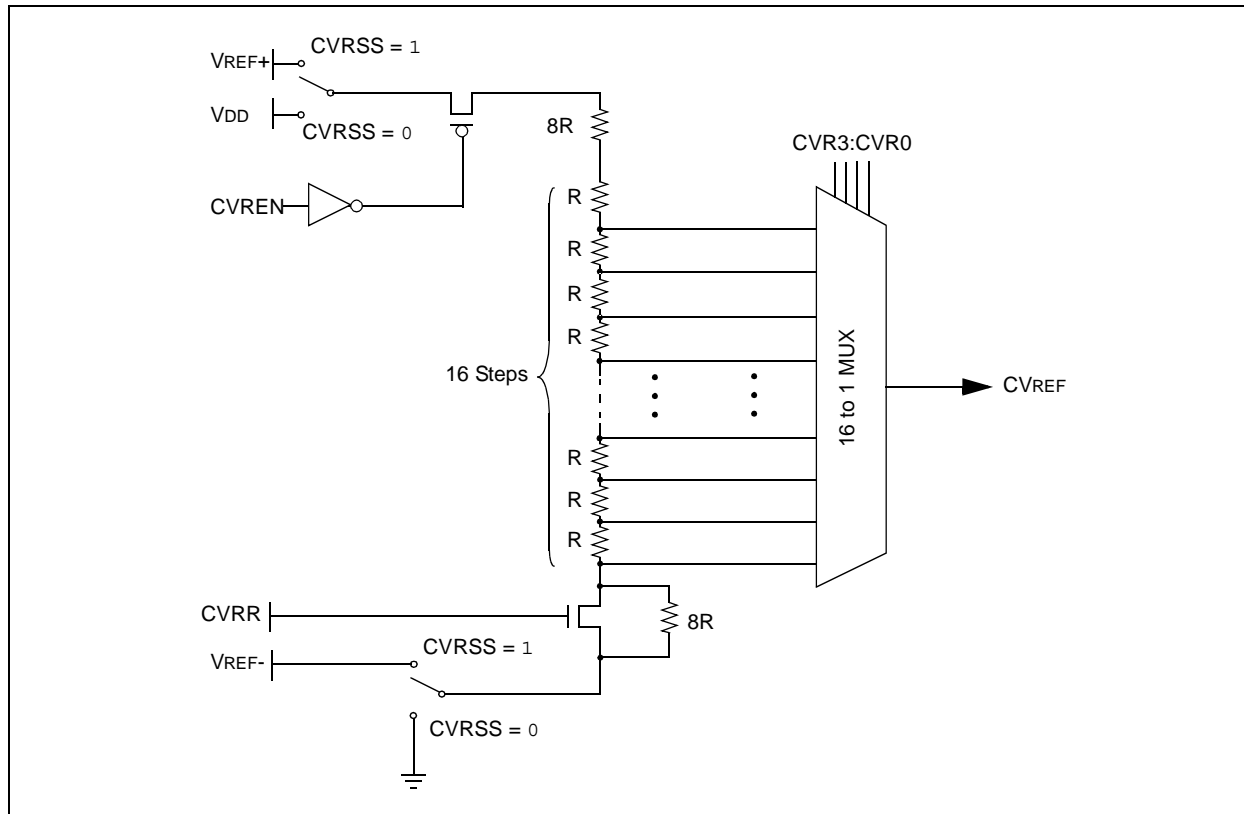 CVRSS = 1
VREF+
VDD
CVRSS = 0
8R
CVR3:CVR0
CVREN
R
R
R
R
16 Steps
16 to 1 MUX
CVREF
R
R
R
CVRR
8R
CVRSS = 1
VREF-
CVRSS = 0